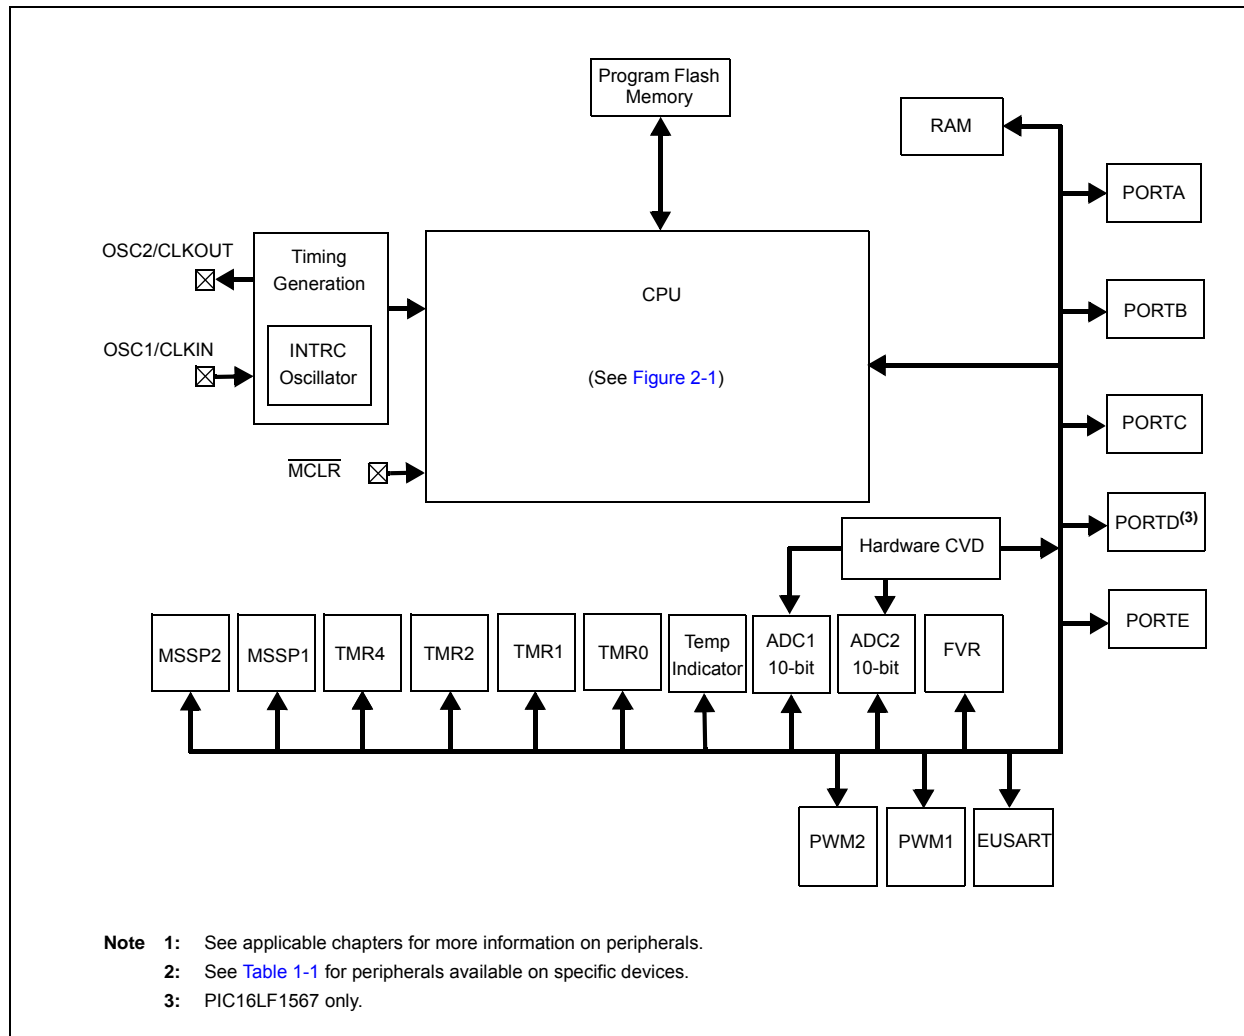 Program Flash
Memory
RAM
PORTA
OSC2/CLKOUT
Timing
Generation
CPU
PORTB
OSC1/CLKIN
INTRC
Oscillator
(See Figure 2-1)
PORTC
MCLR
PORTD(3)
Hardware CVD
PORTE
MSSP2
MSSP1
TMR4
TMR2
TMR1
TMR0
Temp
Indicator
ADC1
10-bit
ADC2
10-bit
FVR
PWM2
PWM1
EUSART
Note 1: See applicable chapters for more information on peripherals.
2: See Table 1-1 for peripherals available on specific devices.
3: PIC16LF1567 only.